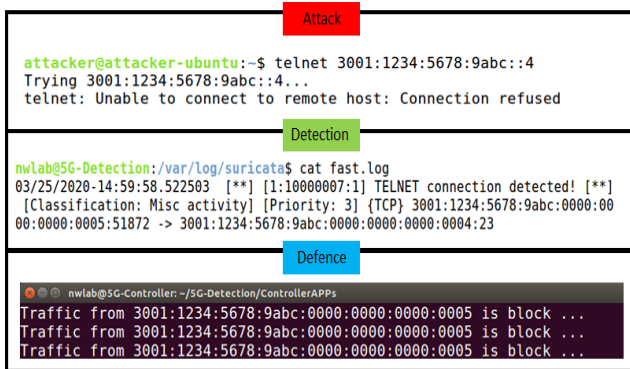 Attack
attacker@attacker-ubuntu:~$ telnet 3001:1234:5678:9abc::4
Trying 3001:1234:5678:9abc::4...
telnet: Unable to connect to remote host: Connection refused
Detection
nwlab@5G-Detection:/var/log/suricata$ cat fast.log
03/25/2020-14:59:58.522503 [**] [1:10000007:1] TELNET connection detected! [**]
[Classification: Misc activity] [Priority: 3] {TCP} 3001:1234:5678:9abc:0000:00
00:0000:0005:51872 -> 3001:1234:5678:9abc:0000:0000:0000:0004:23
Defence
nwlab@5G-Controller: ~/5G-Detection/ControllerAPPs
Traffic from 3001:1234:5678:9abc:0000:0000:0000:0005 is block ...
Traffic from 3001:1234:5678:9abc:0000:0000:0000:0005 is block ...
Traffic from 3001:1234:5678:9abc:0000:0000:0000:0005 is block ...